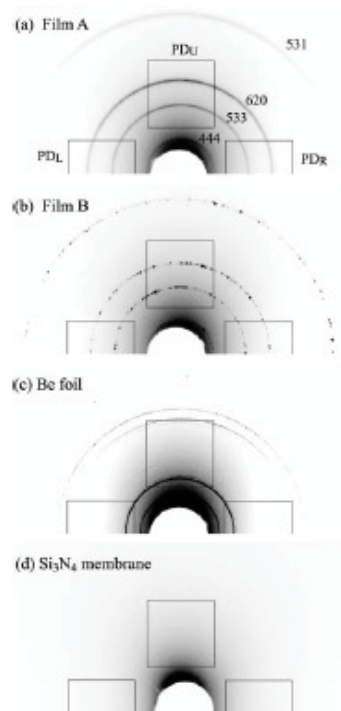 (a) Film A
531
PDU
620
533
444
PDL
PDR
(b) Film B
(c) Be foil
(d) Si3N4 membrane